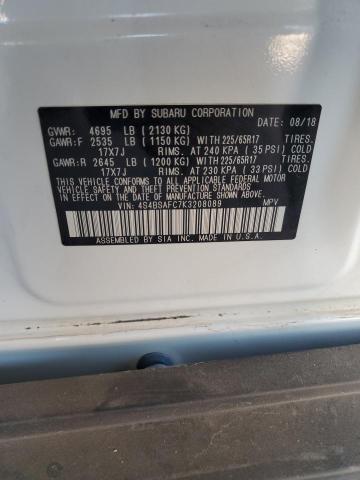 MFD BY SUBARU CORPORATION DATE: 08/18
GVWR: 4695 LB (2130 KG)
GAWR:F 2535 LB (1150 KG) WITH 225/65R17
17X7J RIMS. AT 240 KPA (35 PSI) COLD.
GAWR:R 2645 LB (1200 KG) WITH 225/65R17
17X7J RIMS. AT 230 KPA (33 PSI) COLD.
THIS VEHICLE CONFORMS TO ALL APPLICABLE FEDERAL MOTOR
VEHICLE SAFETY, BUMPER, AND THEFT PREVENTION STANDARDS IN
EFFECT ON THE DATE OF MANUFACTURE SHOWN ABOVE.
VIN: 4S4BSAFC7K3208089 MPV
ASSEMBLED BY SIA INC. MADE IN U.S.A.